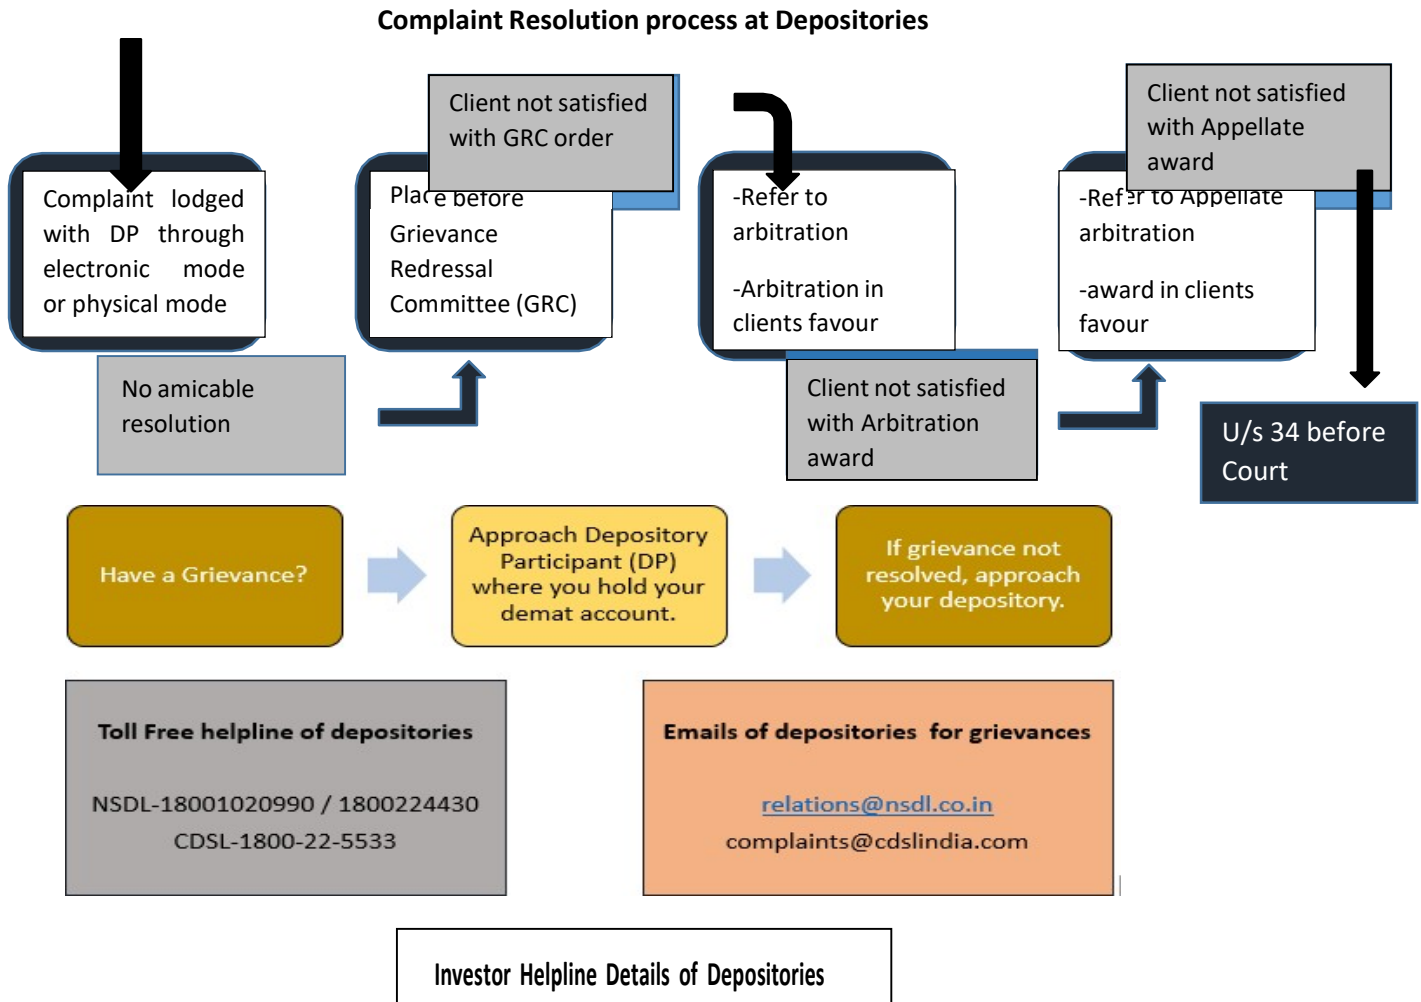 Complaint Resolution process at Depositories
Complaint lodged
with DP through
electronic mode
or physical mode
No amicable
resolution
Place before
Grievance
Redressal
Committee (GRC)
Client not satisfied
with GRC order
-Refer to
arbitration
-Arbitration in
clients favour
Client not satisfied
with Arbitration
award
-Refer to Appellate
arbitration
-award in clients
favour
Client not satisfied
with Appellate
award
U/s 34 before
Court
Have a Grievance?
Approach Depository
Participant (DP)
where you hold your
demat account.
If grievance not
resolved, approach
your depository.
Toll Free helpline of depositories
NSDL-18001020990 / 1800224430
CDSL-1800-22-5533
Emails of depositories for grievances
relations@nsdl.co.in
complaints@cdslindia.com
Investor Helpline Details of Depositories